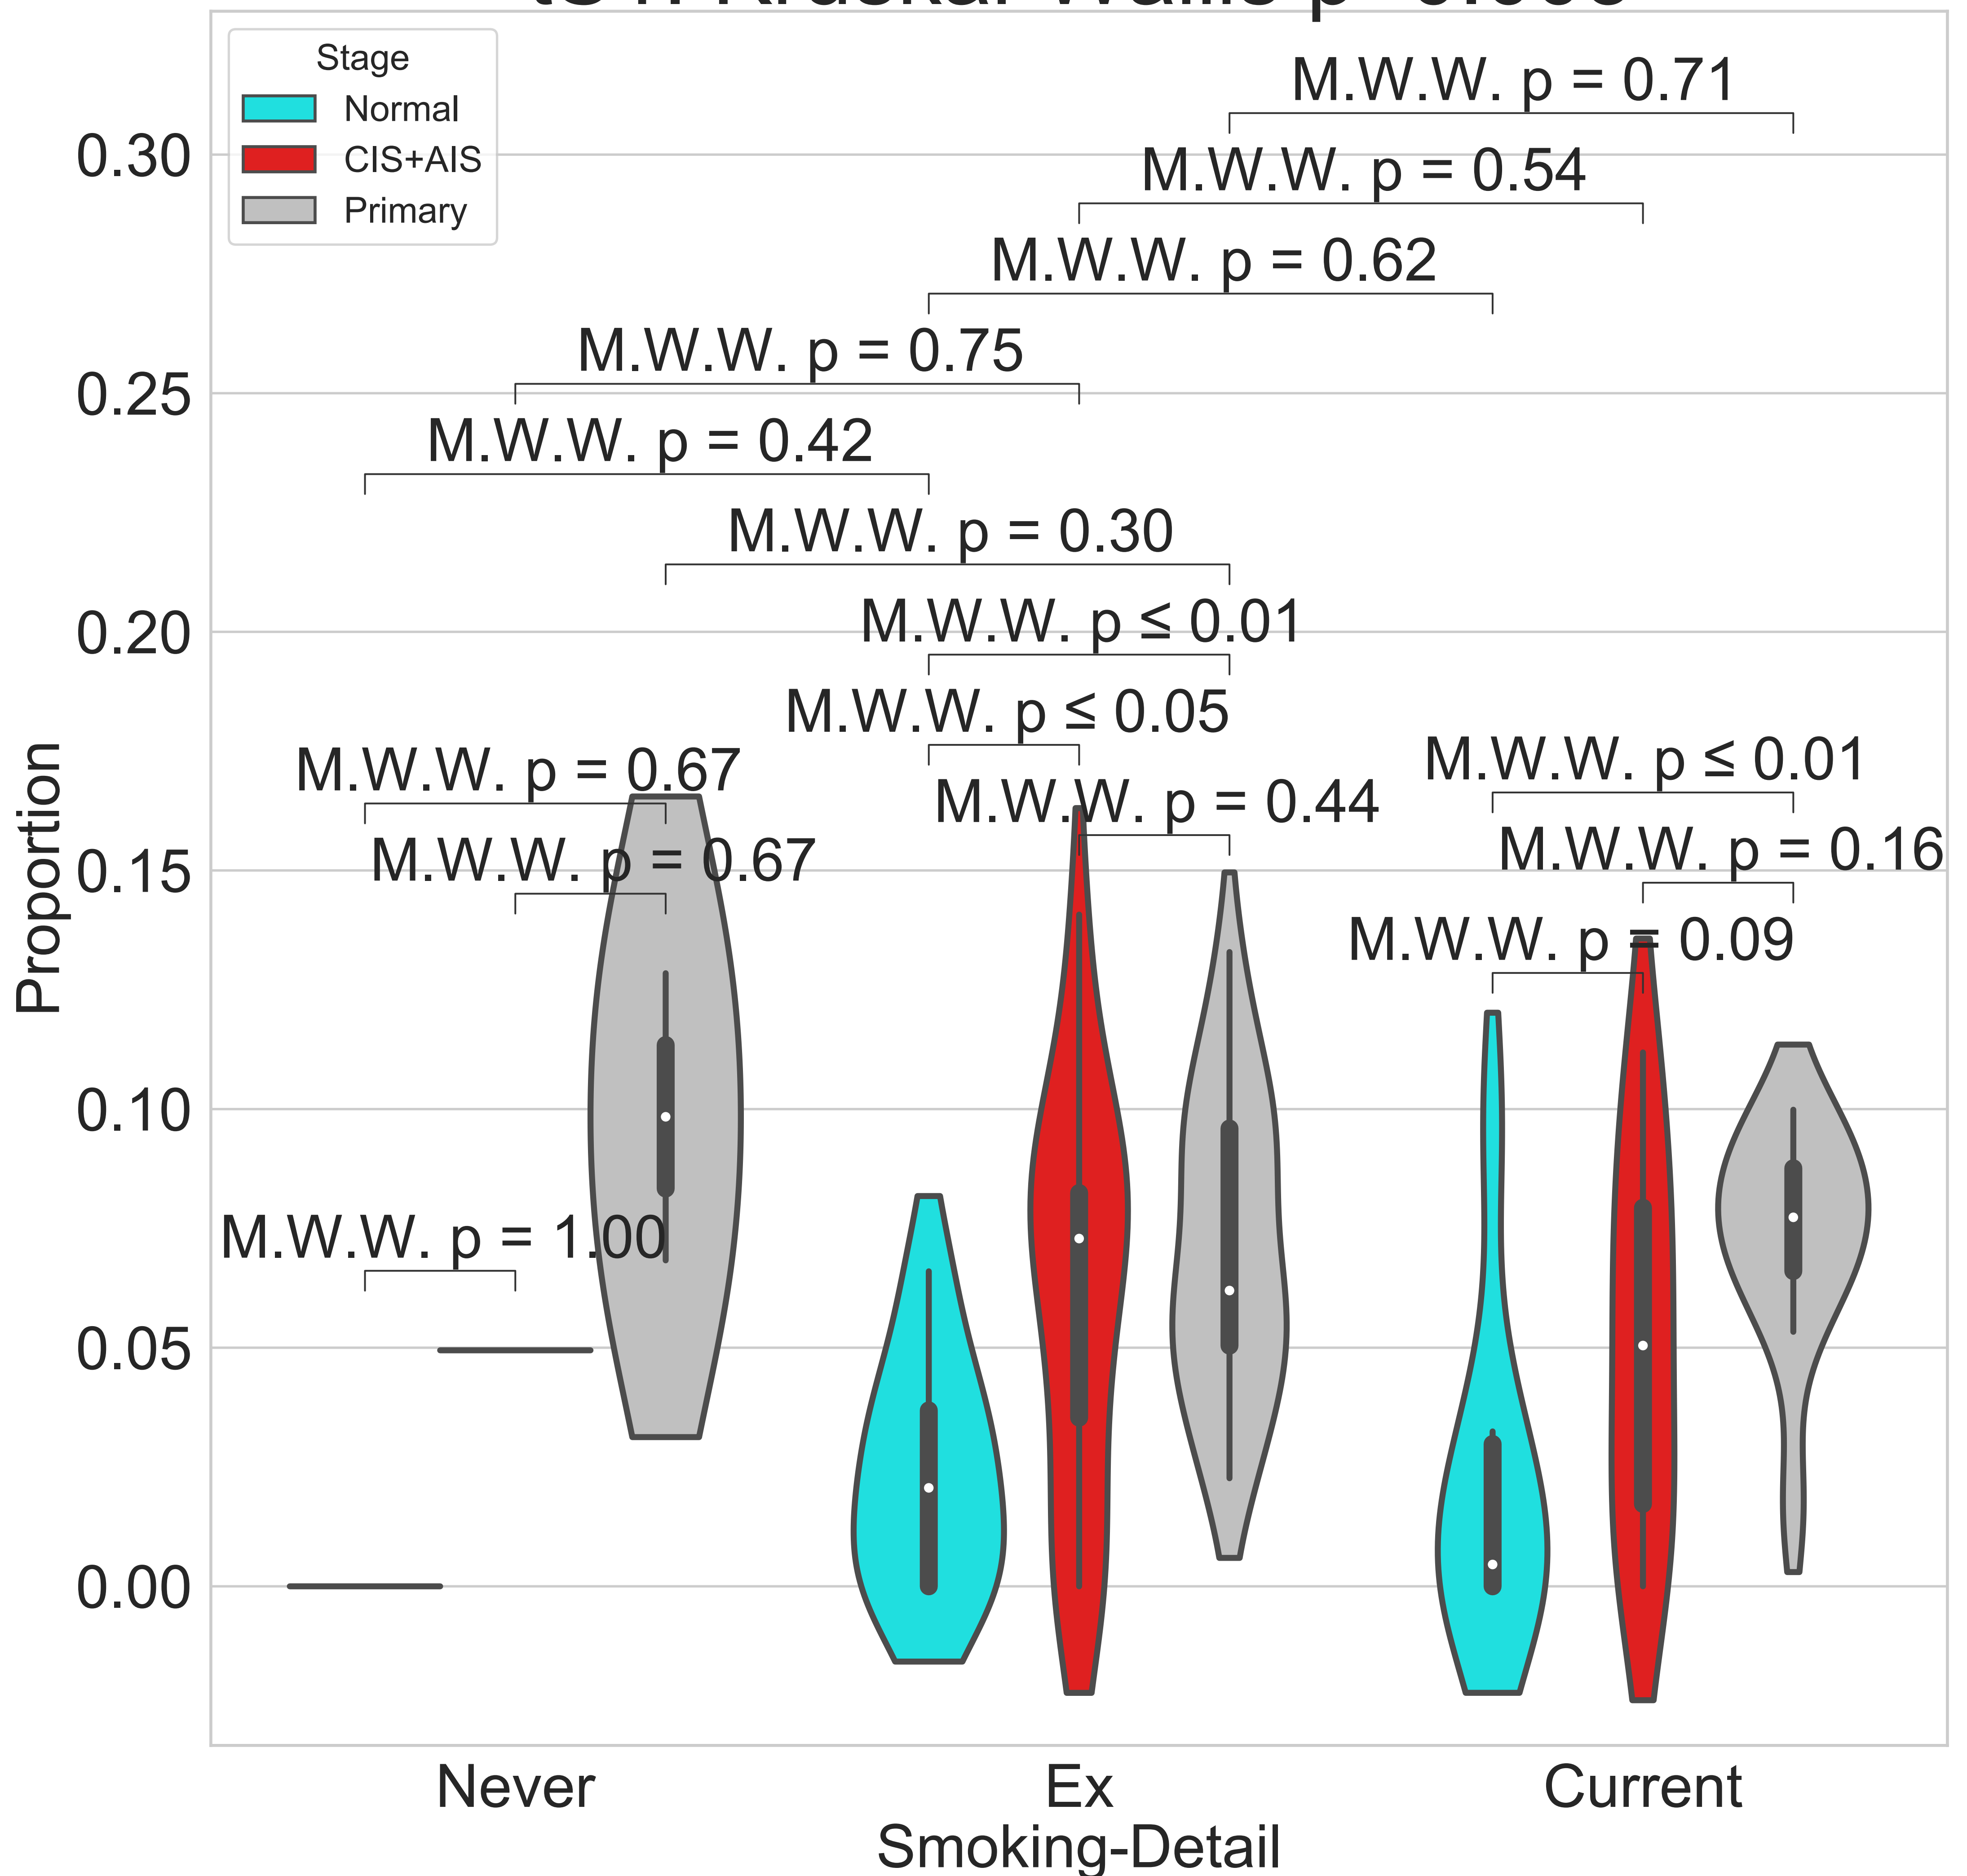 Stage
Normal
CIS+AIS
Primary
M.W.W. p = 0.71
M.W.W. p = 0.54
M.W.W. p = 0.62
M.W.W. p = 0.75
M.W.W. p = 0.42
M.W.W. p = 0.30
M.W.W. p ≤ 0.01
M.W.W. p ≤ 0.05
M.W.W. p = 0.44
M.W.W. p ≤ 0.01
M.W.W. p = 0.16
M.W.W. p = 0.09
M.W.W. p = 0.67
M.W.W. p = 0.67
M.W.W. p = 1.00
0.30
0.25
0.20
0.15
0.10
0.05
0.00
Proportion
Never Ex Current
Smoking-Detail